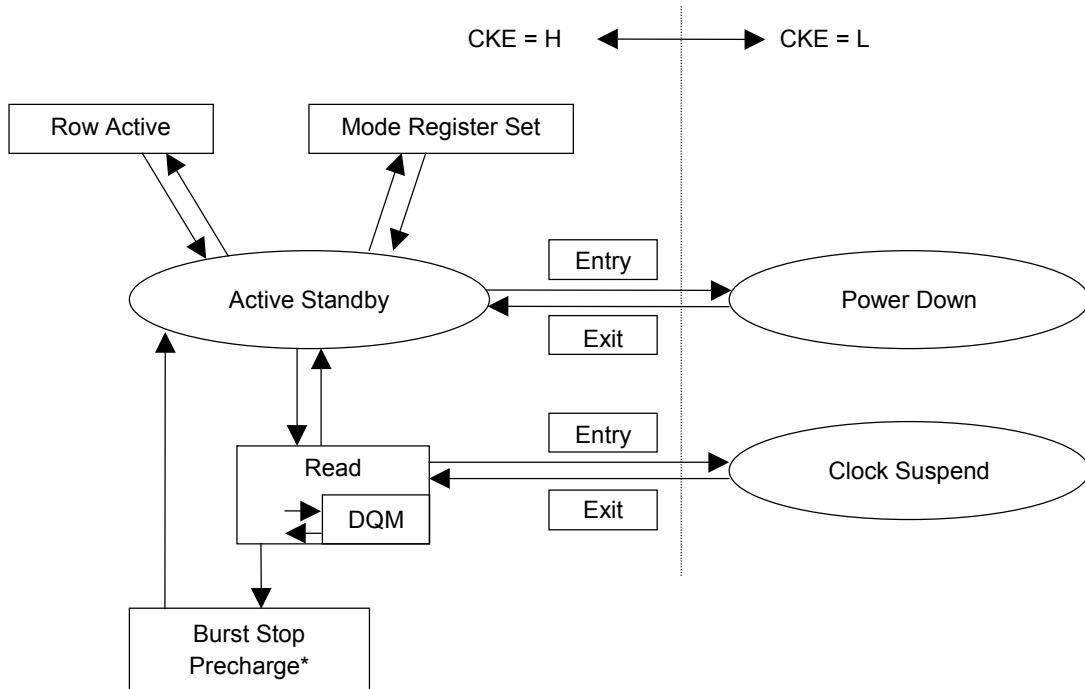 CKE = H
CKE = L
Row Active
Mode Register Set
Entry
Active Standby
Power Down
Exit
Entry
Read
Clock Suspend
DQM
Exit
Burst Stop
Precharge*